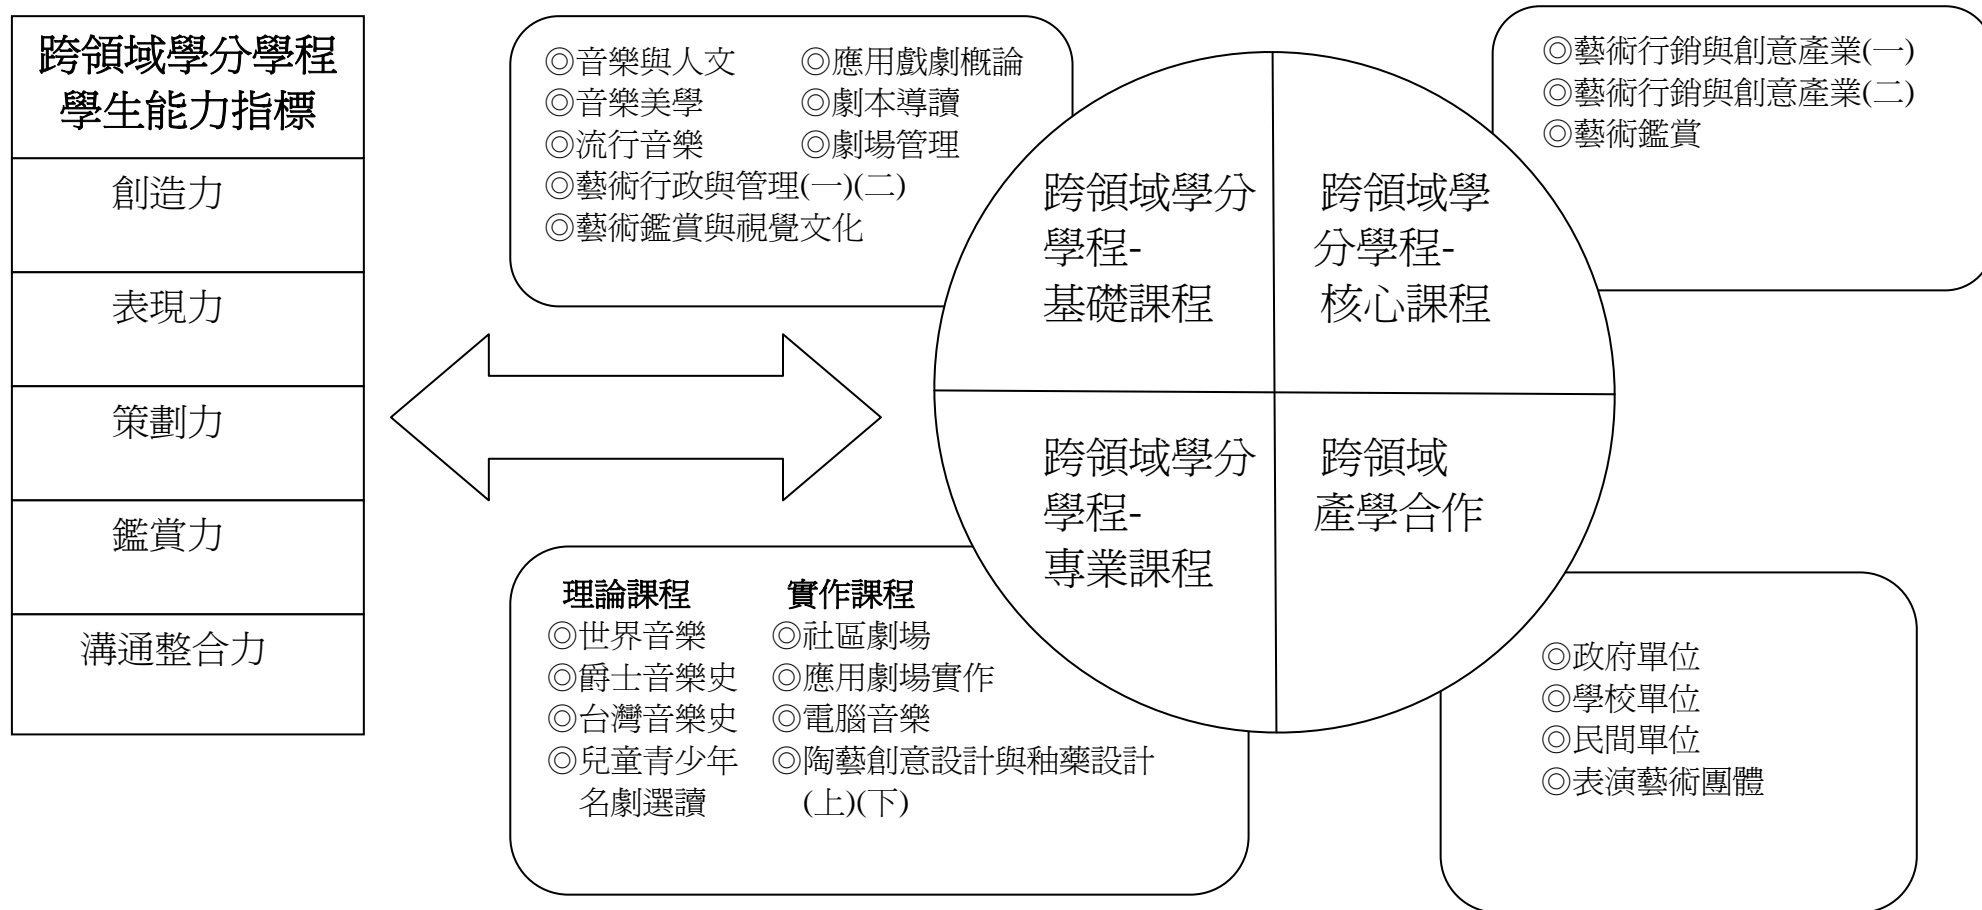 跨領域學分學程
學生能力指標
創造力
表現力
策劃力
鑑賞力
溝通整合力
◎音樂與人文 ◎應用戲劇概論
◎音樂美學 ◎劇本導讀
◎流行音樂 ◎劇場管理
◎藝術行政與管理(一)(二)
◎藝術鑑賞與視覺文化
跨領域學分
學程-
基礎課程
跨領域學
分學程-
核心課程
◎藝術行銷與創意產業(一)
◎藝術行銷與創意產業(二)
◎藝術鑑賞
跨領域學分
學程-
專業課程
跨領域
產學合作
理論課程 實作課程
◎世界音樂 ◎社區劇場
◎爵士音樂史 ◎應用劇場實作
◎台灣音樂史 ◎電腦音樂
◎兒童青少年 ◎陶藝創意設計與釉藥設計
名劇選讀 (上)(下)
◎政府單位
◎學校單位
◎民間單位
◎表演藝術團體